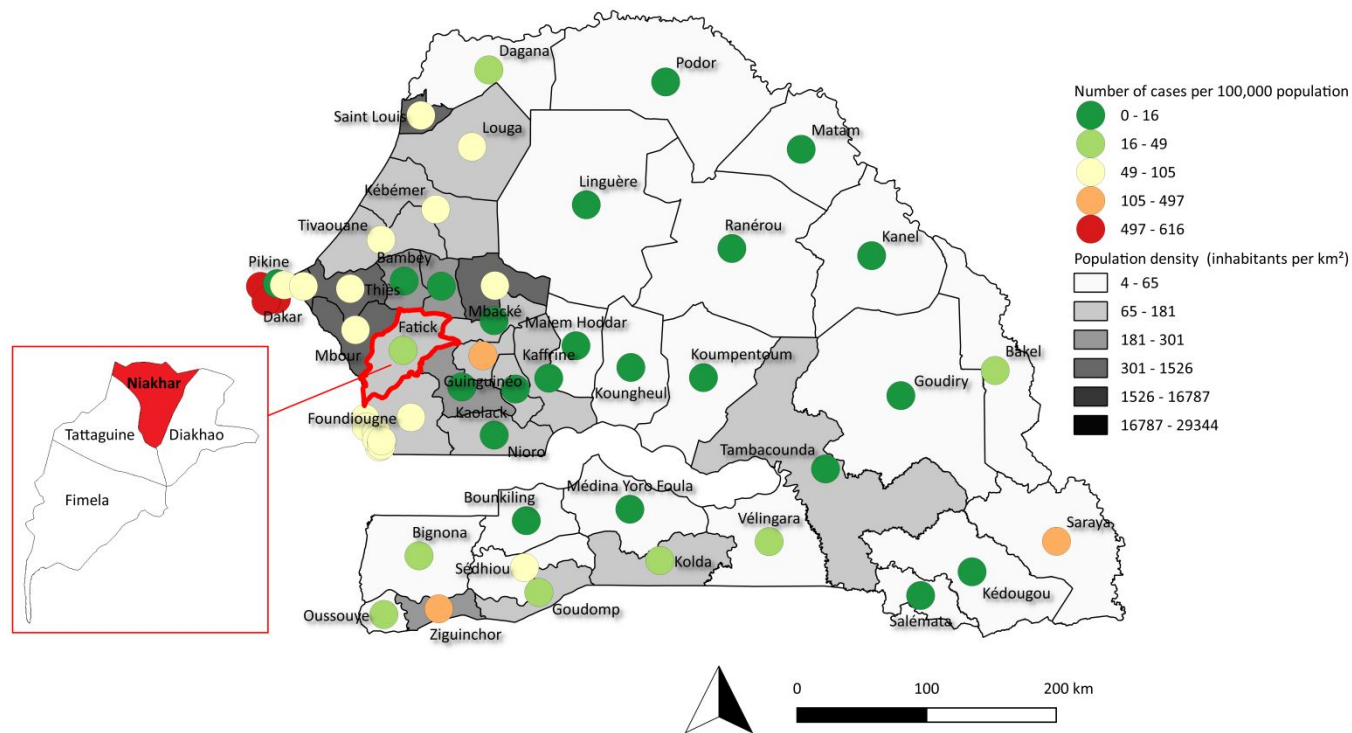 Dagana
Podor
Saint Louis
Louga
Matam
Linguère
Kébémer
Ranérou
Kanel
Tivaouane
Bambéy
Pikine
Thiès
Dakar
Mbacké
Malem Hoddar
Fatick
Mbour
Kaffrine
Koumpentoum
Bakel
Goudiry
Guinguinéo
Koungheul
Foundiougne
Kaolack
Nioro
Tambacounda
Médina Yoro Foula
Bounkiling
Vélingara
Bignona
Saraya
Sédhiou
Kolda
Kédougou
Goudomp
Oussouye
Salémata
Ziguinchor
Niakhar
Tattaguine
Diakhao
Fimela
Number of cases per 100,000 population
0 - 16
16 - 49
49 - 105
105 - 497
497 - 616
Population density (inhabitants per km²)
4 - 65
65 - 181
181 - 301
301 - 1526
1526 - 16787
16787 - 29344
0 100 200 km